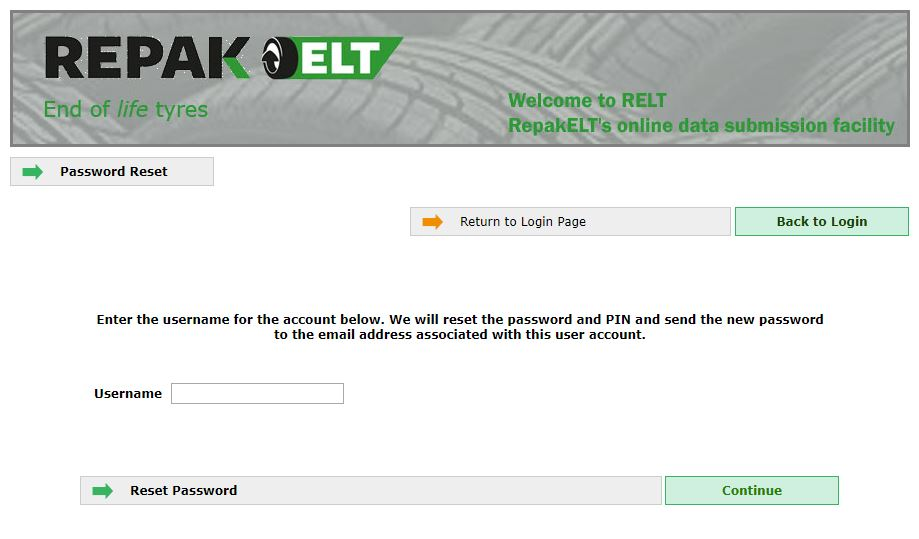 REPAK ELT
End of life tyres
Welcome to RELT
RepakELT's online data submission facility
Password Reset
Return to Login Page
Back to Login
Enter the username for the account below. We will reset the password and PIN and send the new password
to the email address associated with this user account.
Username
Reset Password
Continue